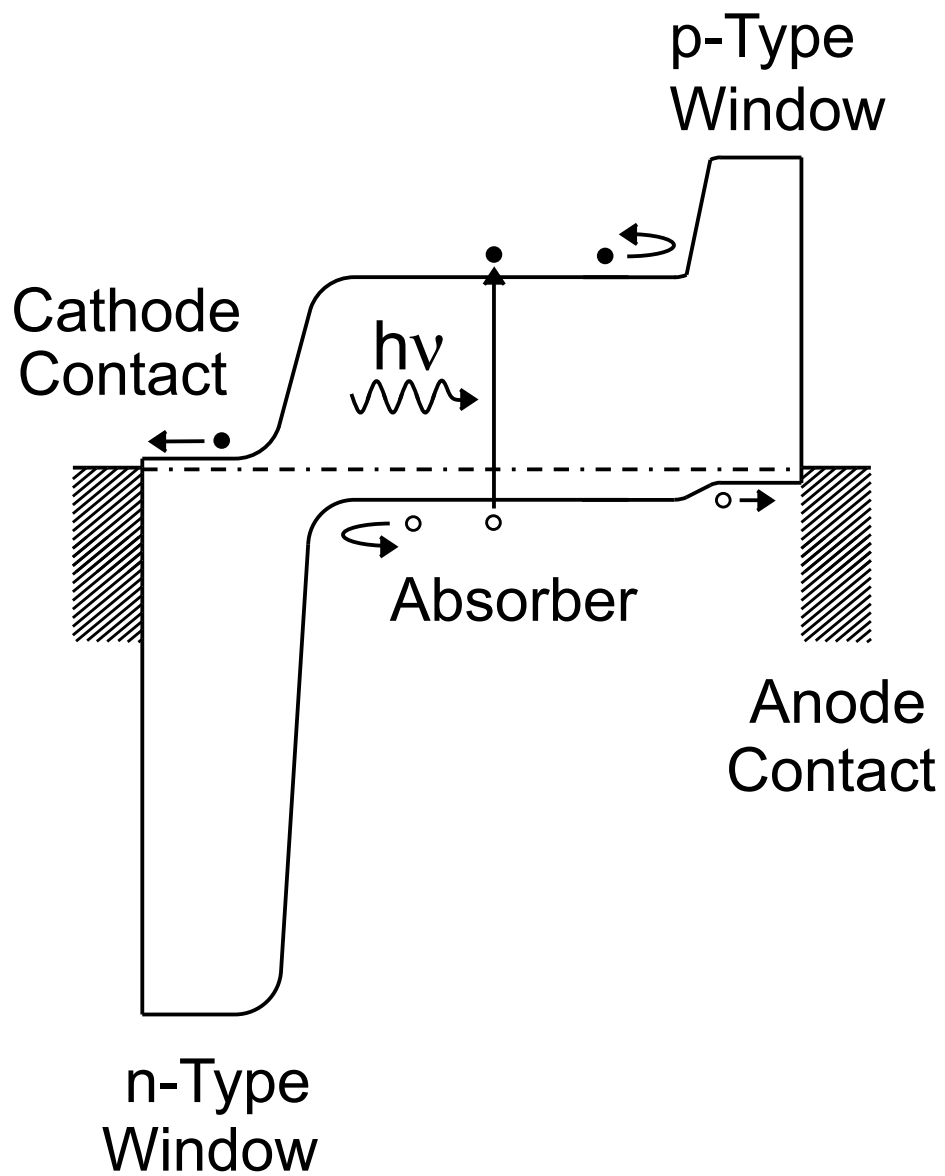 p-Type
Window
Cathode
Contact
hν
Absorber
Anode
Contact
n-Type
Window